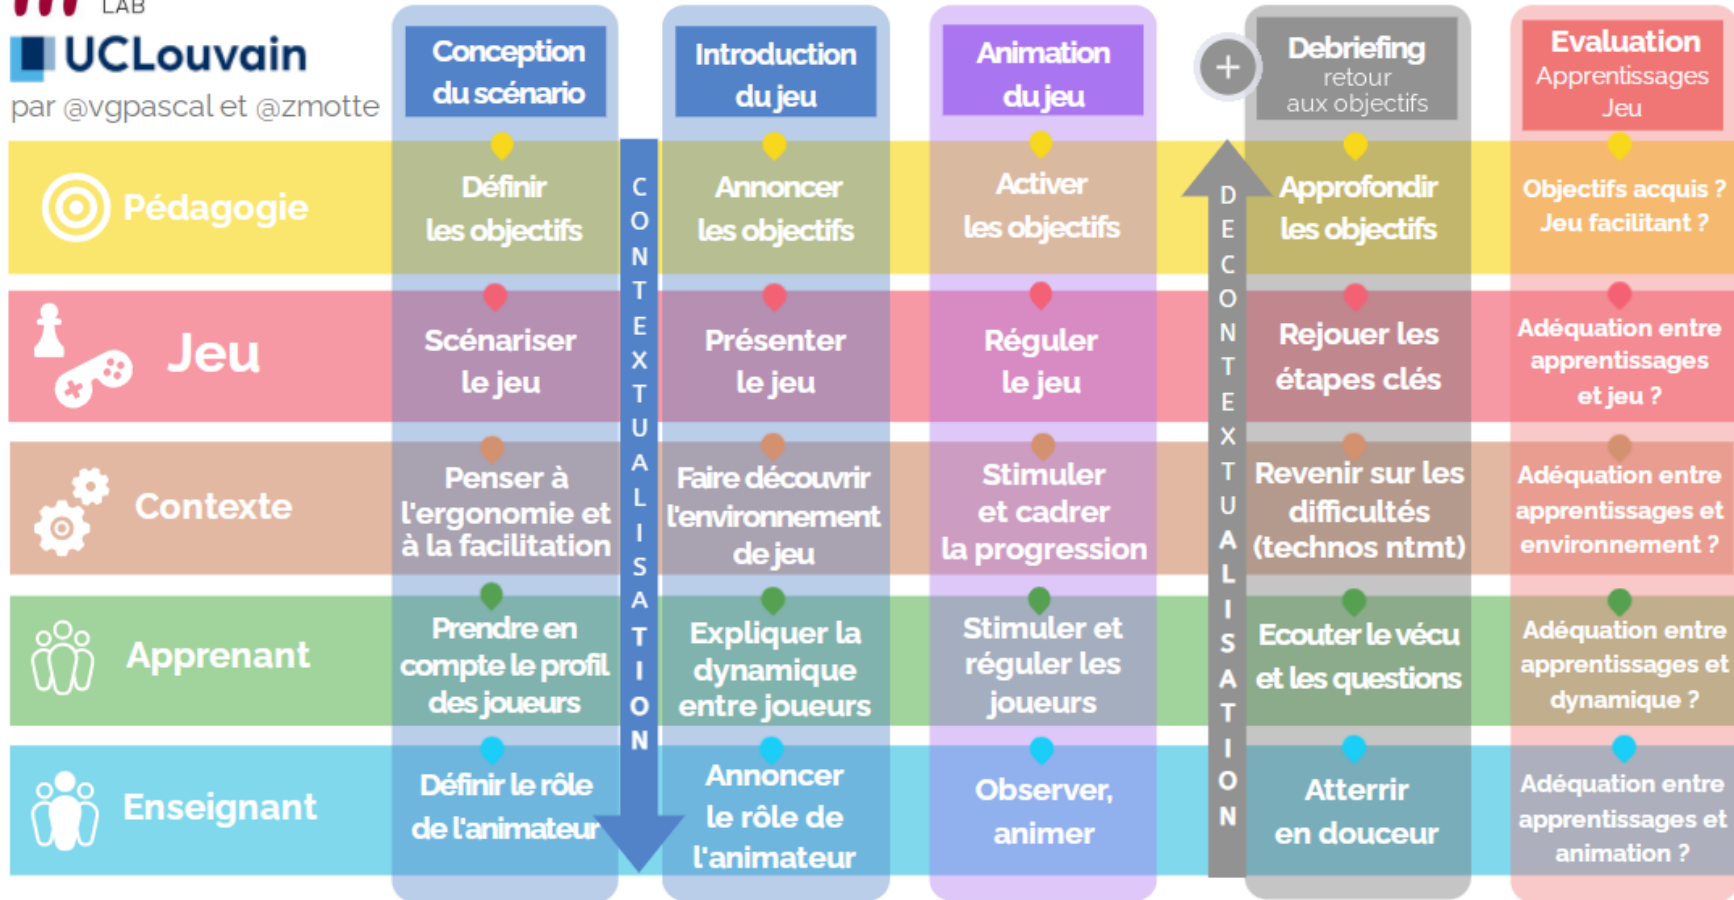 LAB
UCLouvain
par @vgpascal et @zmotte
Conception
du scénario
Introduction
du jeu
Animation
du jeu
+
Debriefing
retour
aux objectifs
Evaluation
Apprentissages
Jeu
CONTEXTUALISATION
DECONTEXTUALISATION
Pédagogie
Définir
les objectifs
Annoncer
les objectifs
Activer
les objectifs
Approfondir
les objectifs
Objectifs acquis ?
Jeu facilitant ?
Jeu
Scénariser
le jeu
Présenter
le jeu
Réguler
le jeu
Rejouer les
étapes clés
Adéquation entre
apprentissages
et jeu ?
Contexte
Penser à
l'ergonomie et
à la facilitation
Faire découvrir
l'environnement
de jeu
Stimuler
et cadrer
la progression
Revenir sur les
difficultés
(technos ntmt)
Adéquation entre
apprentissages et
environnement ?
Apprenant
Prendre en
compte le profil
des joueurs
Expliquer la
dynamique
entre joueurs
Stimuler et
réguler les
joueurs
Ecouter le vécu
et les questions
Adéquation entre
apprentissages et
dynamique ?
Enseignant
Définir le rôle
de l'animateur
Annoncer
le rôle de
l'animateur
Observer,
animer
Atterrir
en douceur
Adéquation entre
apprentissages et
animation ?